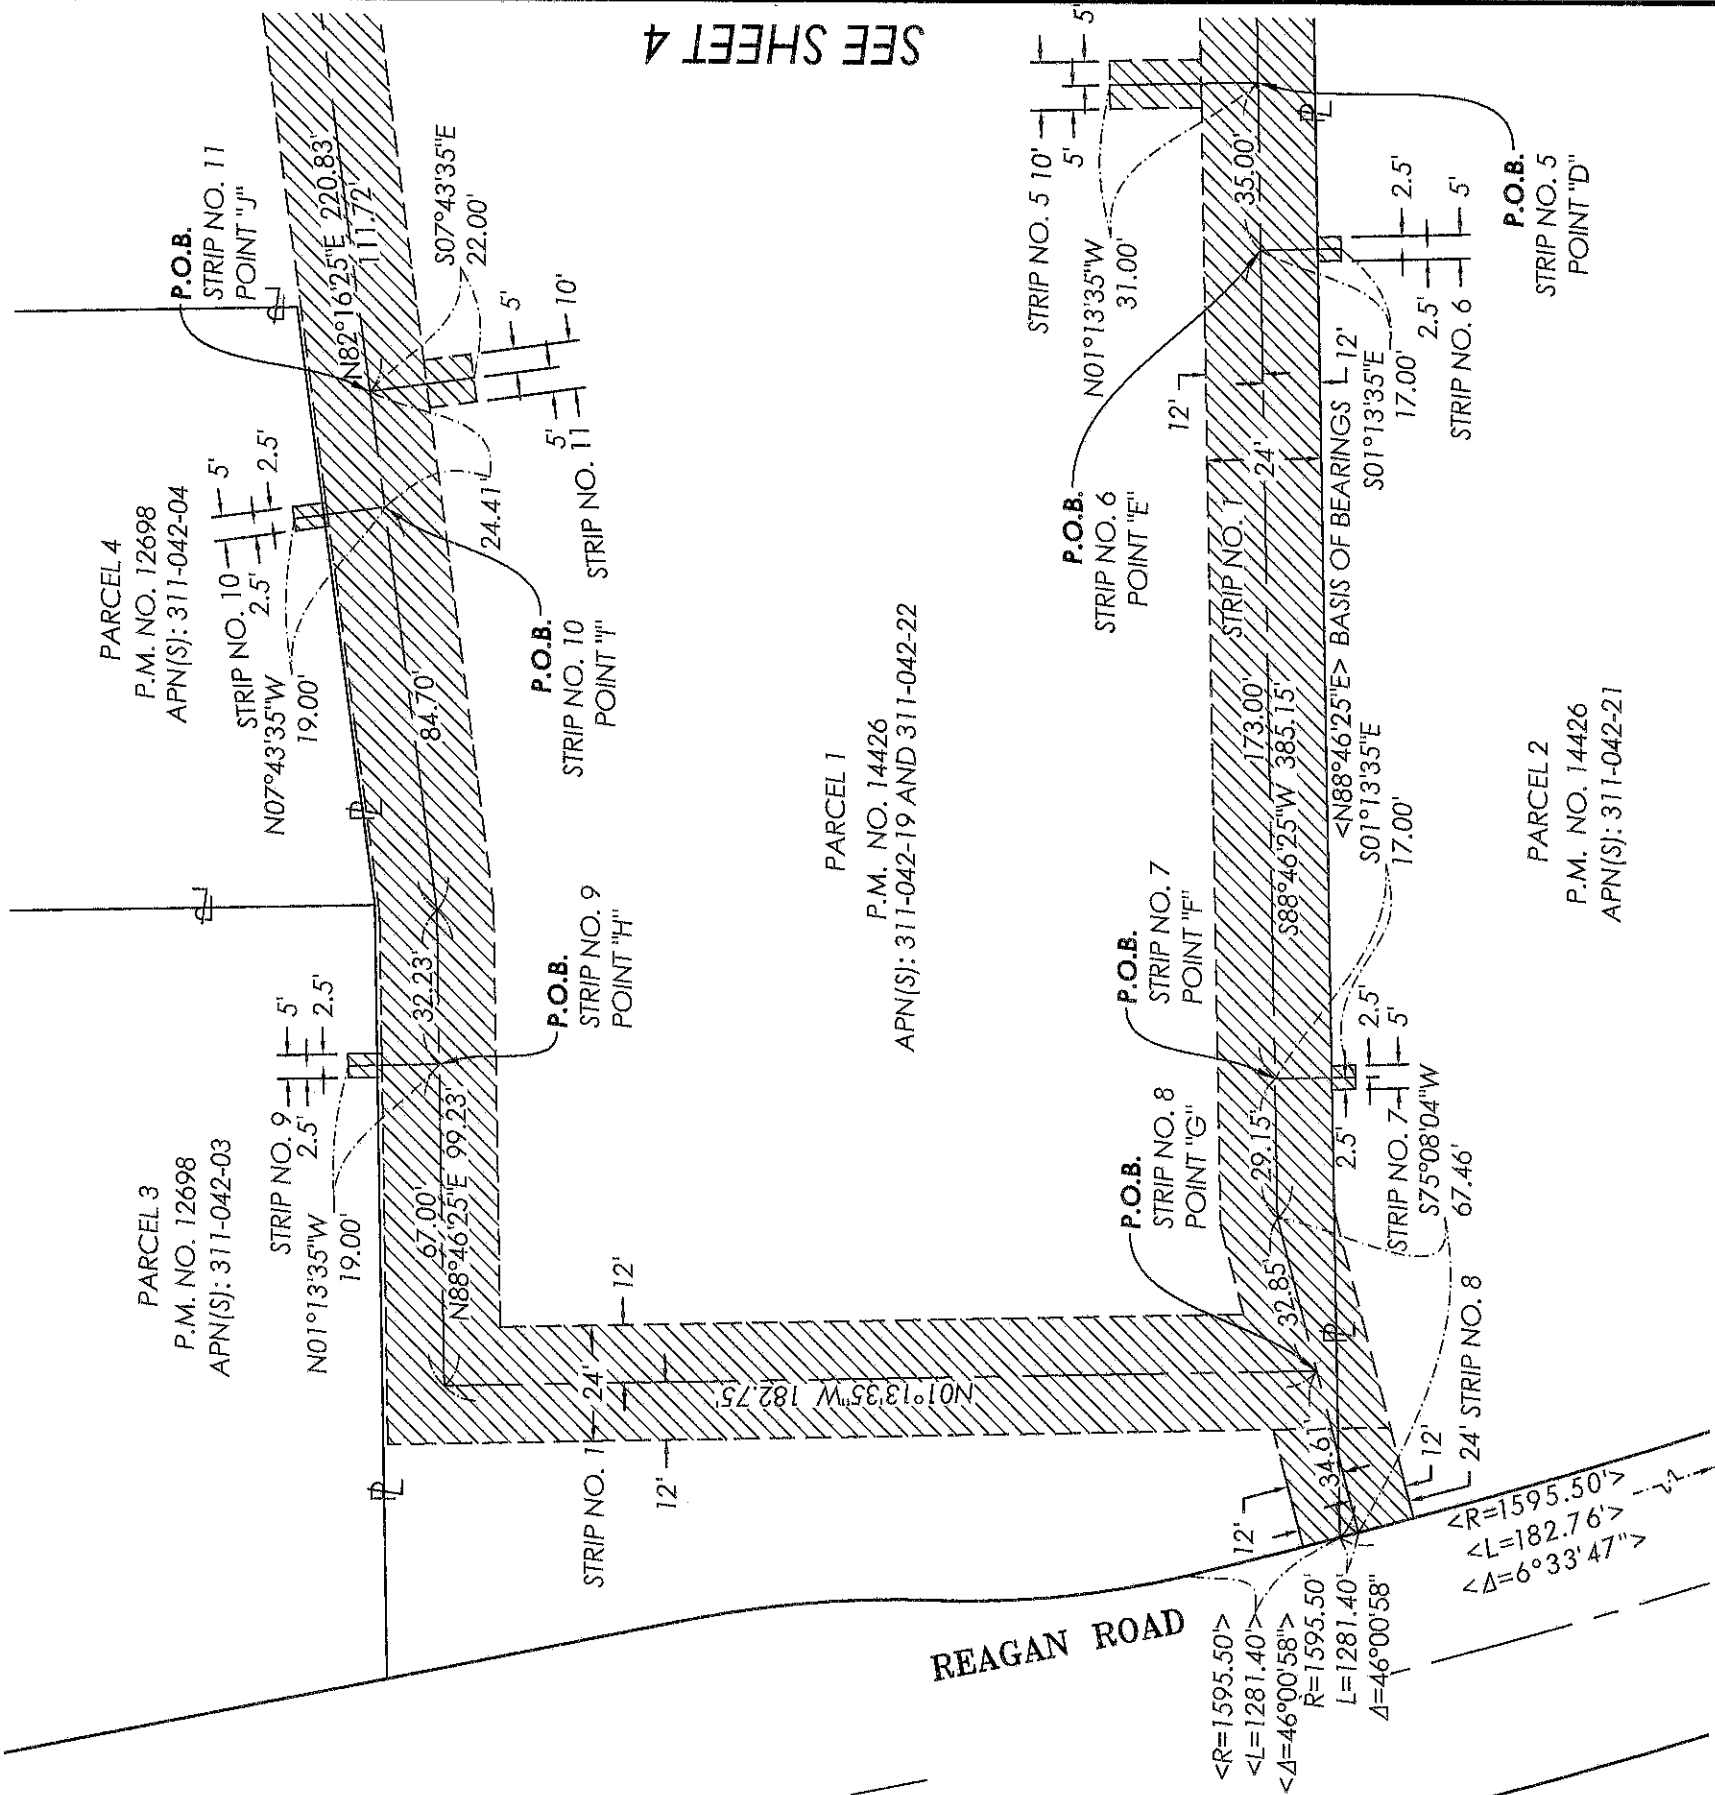 SEE SHEET 4
PARCEL 3
P.M. NO. 12698
APN(S): 311-042-03
PARCEL 4
P.M. NO. 12698
APN(S): 311-042-04
STRIP NO. 9
2.5'
5'
2.5'
N01°13'35"W
19.00'
STRIP NO. 10
2.5'
5'
2.5'
N07°43'35"W
19.00'
P.O.B.
STRIP NO. 11
POINT "J"
N82°16'25"E 220.83'
111.72'
S07°43'35"E
22.00'
5'
10'
5'
STRIP NO. 11
24.41'
84.70'
P.O.B.
STRIP NO. 10
POINT "I"
32.23'
67.00'
N88°46'25"E 99.23'
P.O.B.
STRIP NO. 9
POINT "H"
STRIP NO. 1
24'
12'
12'
N01°13'35"W 182.75'
PARCEL 1
P.M. NO. 14426
APN(S): 311-042-19 AND 311-042-22
STRIP NO. 5
10'
5'
5'
N01°13'35"W
31.00'
35.00'
P.O.B.
STRIP NO. 5
POINT "D"
P.O.B.
STRIP NO. 6
POINT "E"
12'
24'
12'
STRIP NO. 1
173.00'
S88°46'25"W 385.15'
<N88°46'25"E> BASIS OF BEARINGS
S01°13'35"E
17.00'
2.5'
2.5'
5'
STRIP NO. 6
S01°13'35"E
17.00'
P.O.B.
STRIP NO. 7
POINT "F"
29.15'
2.5'
2.5'
5'
STRIP NO. 7
P.O.B.
STRIP NO. 8
POINT "G"
32.85'
S75°08'04"W
67.46'
34.61'
12'
12'
24' STRIP NO. 8
PARCEL 2
P.M. NO. 14426
APN(S): 311-042-21
REAGAN ROAD
<R=1595.50'>
<L=1281.40'>
<Δ=46°00'58">
R=1595.50'
L=1281.40'
Δ=46°00'58"
<R=1595.50'>
<L=182.76'>
<Δ=6°33'47">